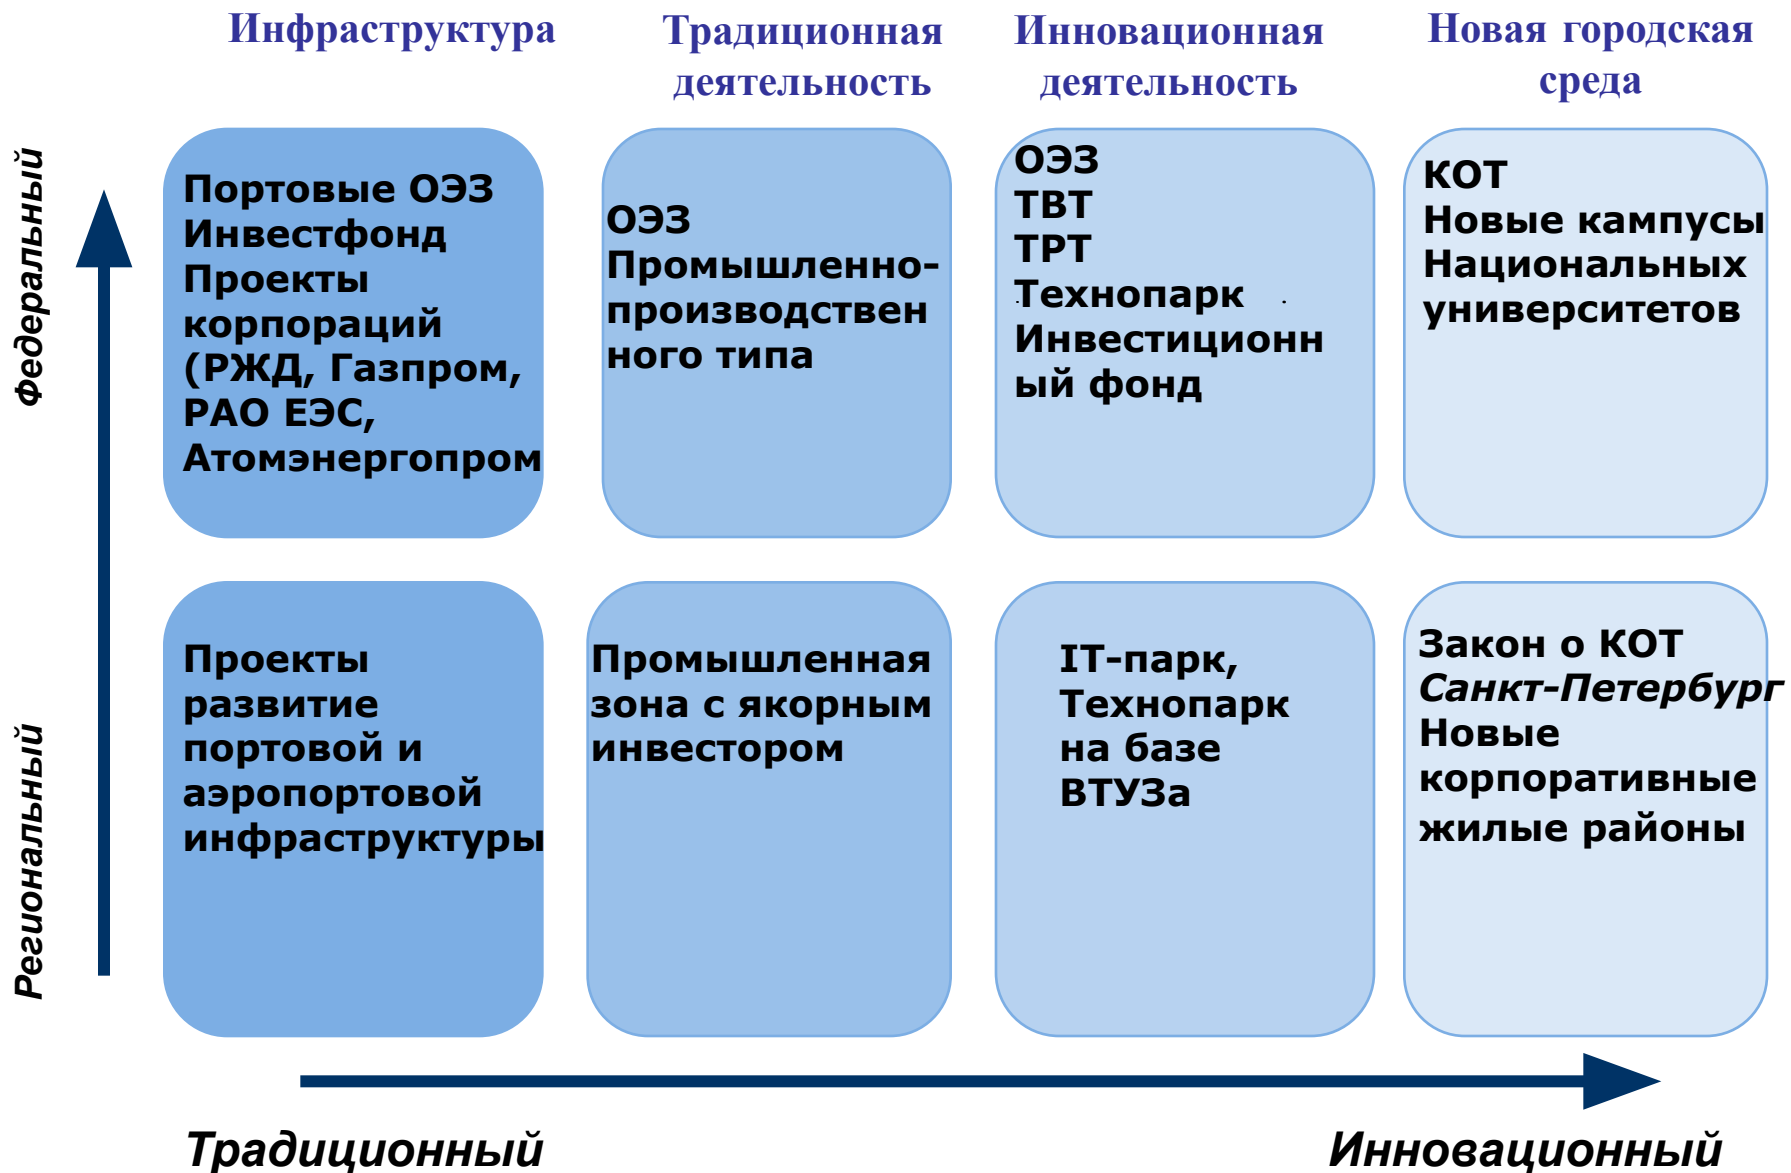 Инфраструктура
Традиционная
деятельность
Инновационная
деятельность
Новая городская
среда
Федеральный
Портовые ОЭЗ
Инвестфонд
Проекты
корпораций
(РЖД, Газпром,
РАО ЕЭС,
Атомэнергопром
ОЭЗ
Промышленно-
производствен
ного типа
ОЭЗ
ТВТ
ТРТ
Технопарк
Инвестиционн
ый фонд
КОТ
Новые кампусы
Национальных
университетов
Региональный
Проекты
развитие
портовой и
аэропортовой
инфраструктуры
Промышленная
зона с якорным
инвестором
IT-парк,
Технопарк
на базе
ВТУЗа
Закон о КОТ
Санкт-Петербург
Новые
корпоративные
жилые районы
Традиционный
Инновационный